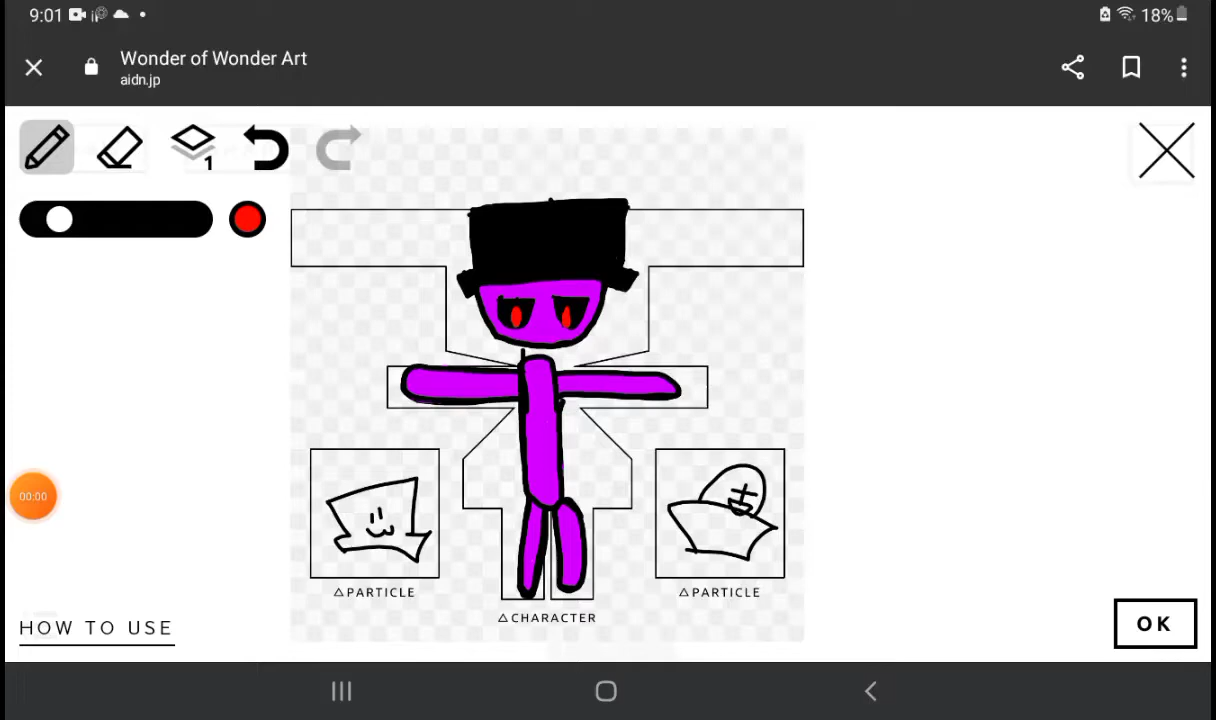 9:01
18%
Wonder of Wonder Art
aidn.jp
1
00:00
△PARTICLE
△PARTICLE
△CHARACTER
HOW TO USE
OK